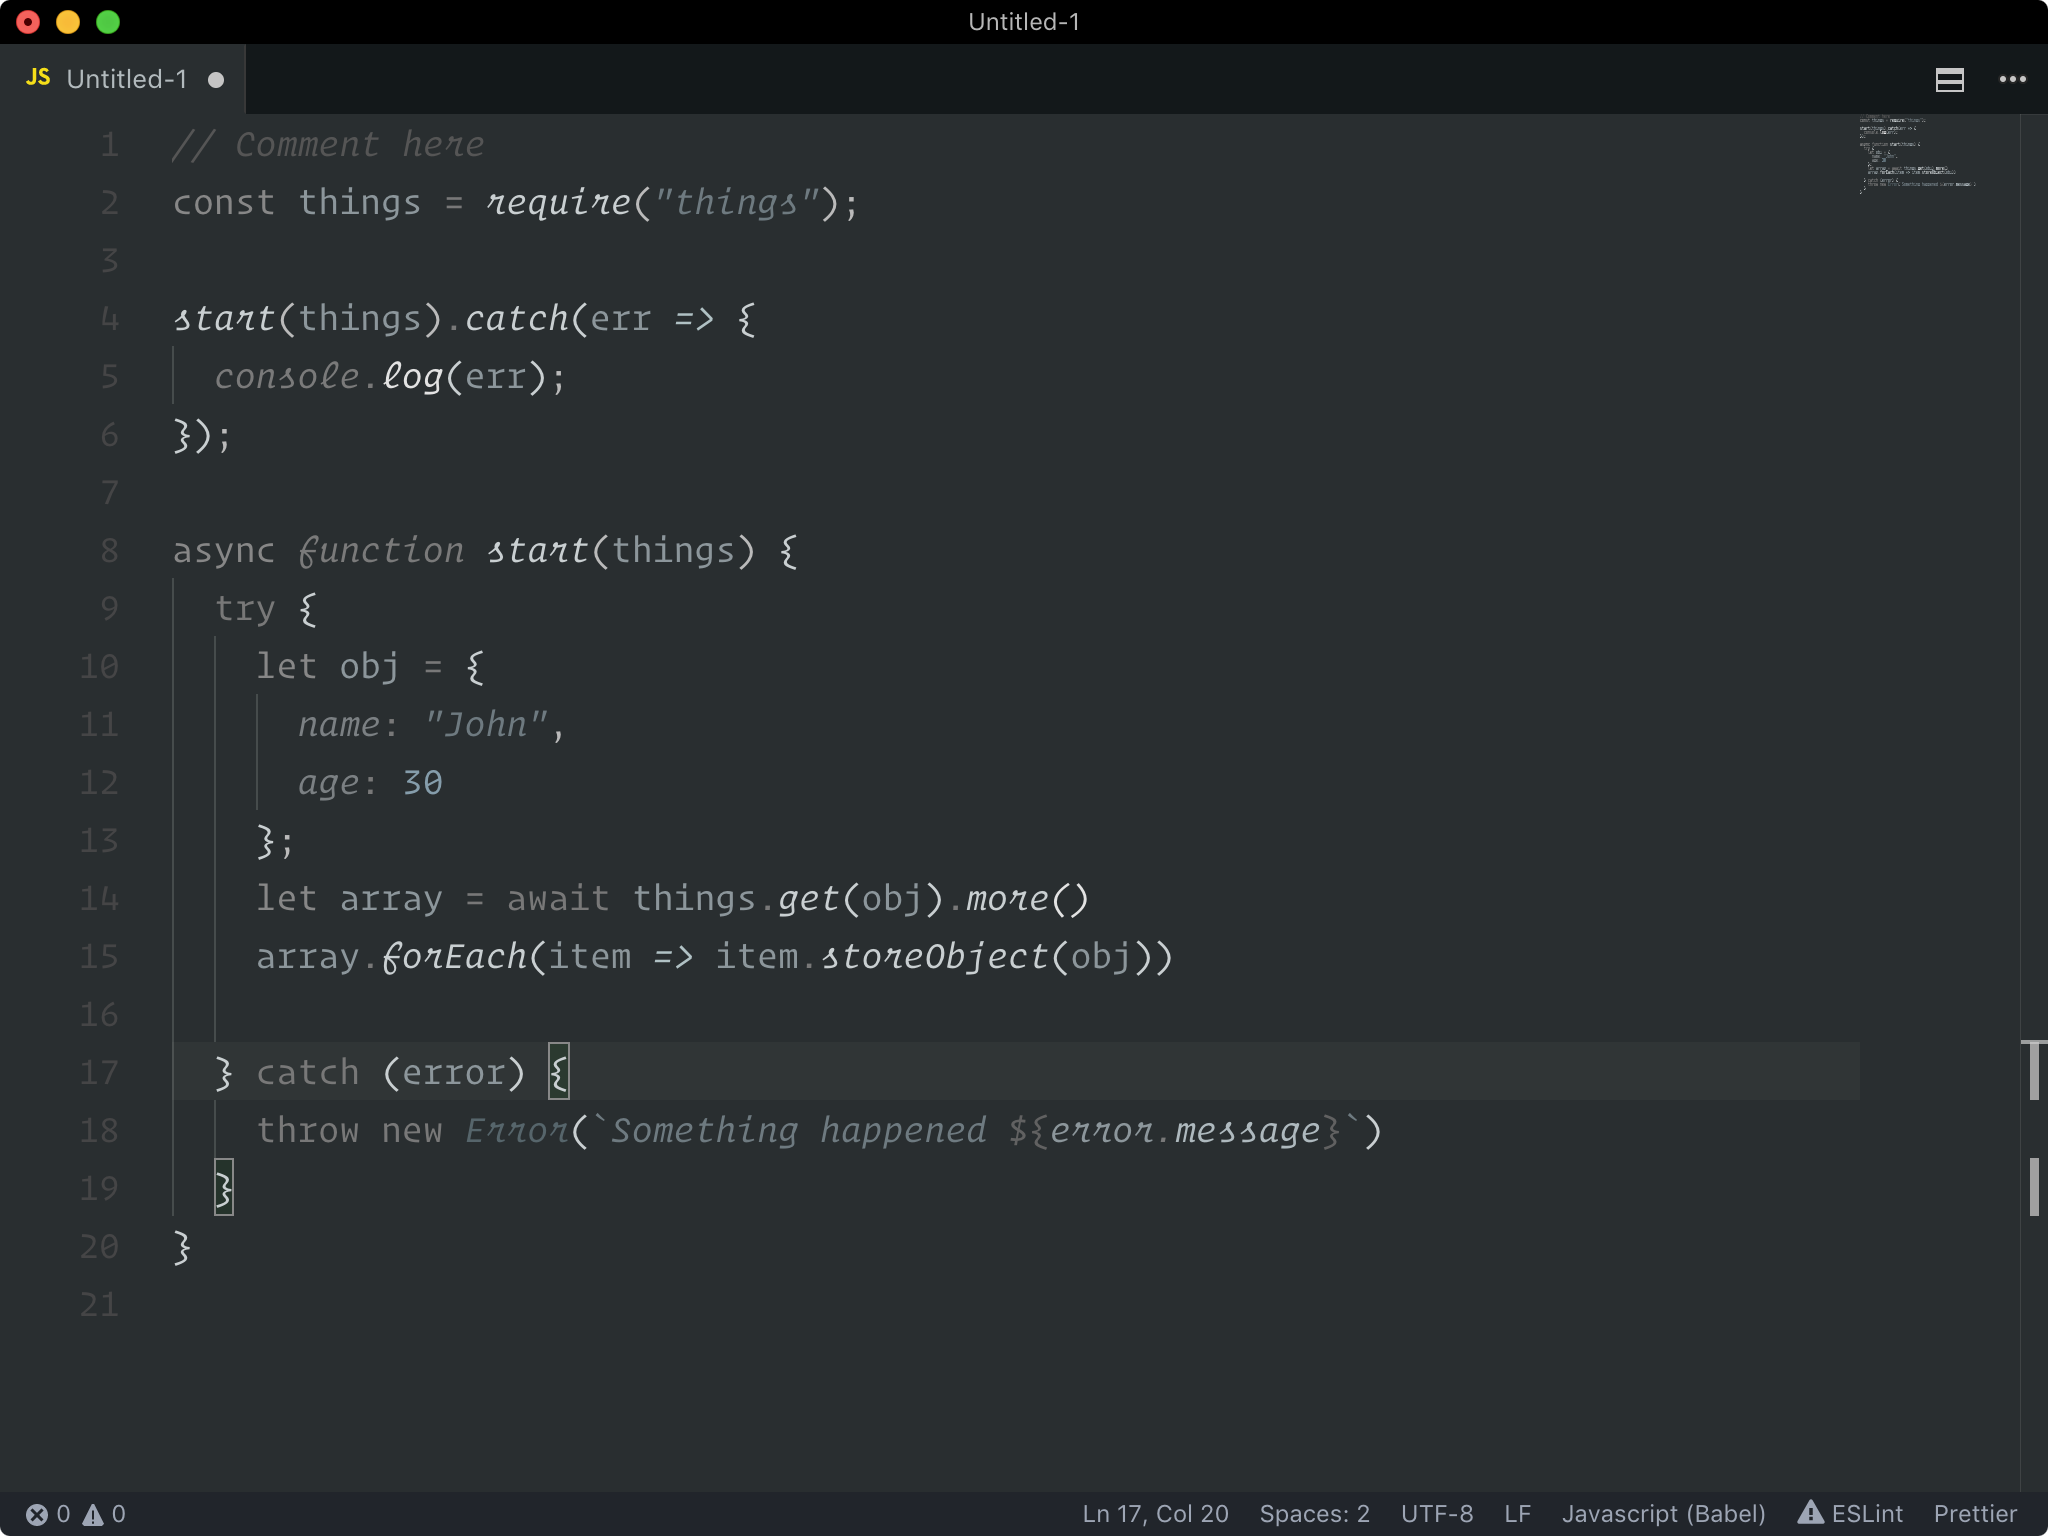 Untitled-1
JS Untitled-1
1 // Comment here
2 const things = require("things");
3
4 start(things).catch(err => {
5   console.log(err);
6 });
7
8 async function start(things) {
9   try {
10     let obj = {
11       name: "John",
12       age: 30
13     };
14     let array = await things.get(obj).more()
15     array.forEach(item => item.storeObject(obj))
16
17   } catch (error) {
18     throw new Error(`Something happened ${error.message}`)
19   }
20 }
21
0 0 Ln 17, Col 20 Spaces: 2 UTF-8 LF Javascript (Babel) ESLint Prettier